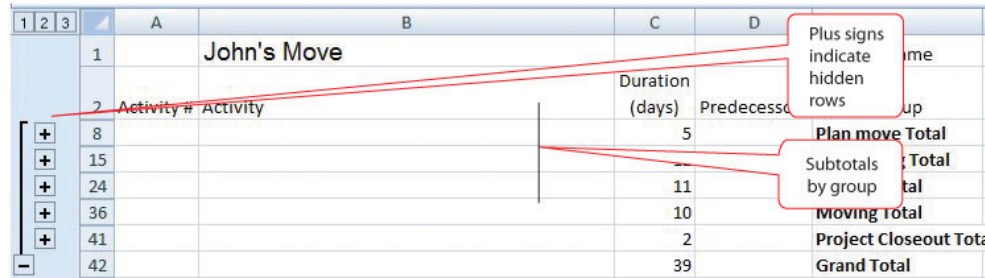 1 2 3 A B C D
1 John's Move
Duration
2 Activity # Activity (days)
8 5 Plan move Total
15 Total
24 11
36 10 Moving Total
41 2 Project Closeout
42 39 Grand Total
Plus signs
indicate
hidden
rows
Subtotals
by group